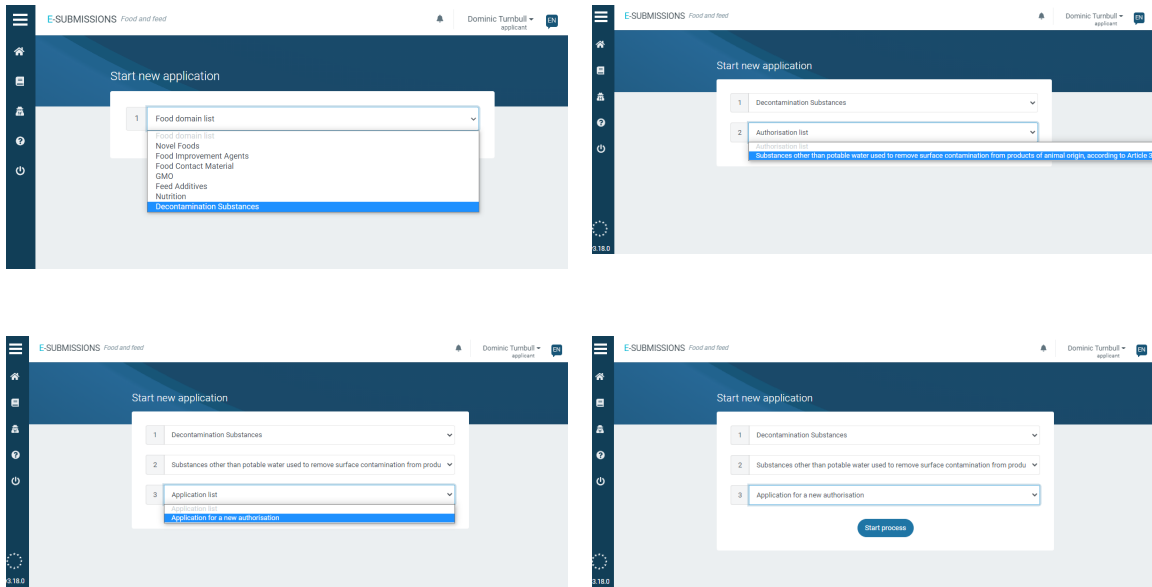 E-SUBMISSIONS Food and feed
Dominic Turnbull
applicant
EN
Start new application
1 Food domain list
Food domain list
Novel Foods
Food Improvement Agents
Food Contact Material
GMO
Feed Additives
Nutrition
Decontamination Substances
E-SUBMISSIONS Food and feed
Dominic Turnbull
applicant
EN
Start new application
1 Decontamination Substances
2 Authorisation list
Authorisation list
Substances other than potable water used to remove surface contamination from products of animal origin, according to Article 3
v3.18.0
E-SUBMISSIONS Food and feed
Dominic Turnbull
applicant
EN
Start new application
1 Decontamination Substances
2 Substances other than potable water used to remove surface contamination from produ
3 Application list
Application list
Application for a new authorisation
3.18.0
E-SUBMISSIONS Food and feed
Dominic Turnbull
applicant
EN
Start new application
1 Decontamination Substances
2 Substances other than potable water used to remove surface contamination from produ
3 Application for a new authorisation
Start process
3.18.0